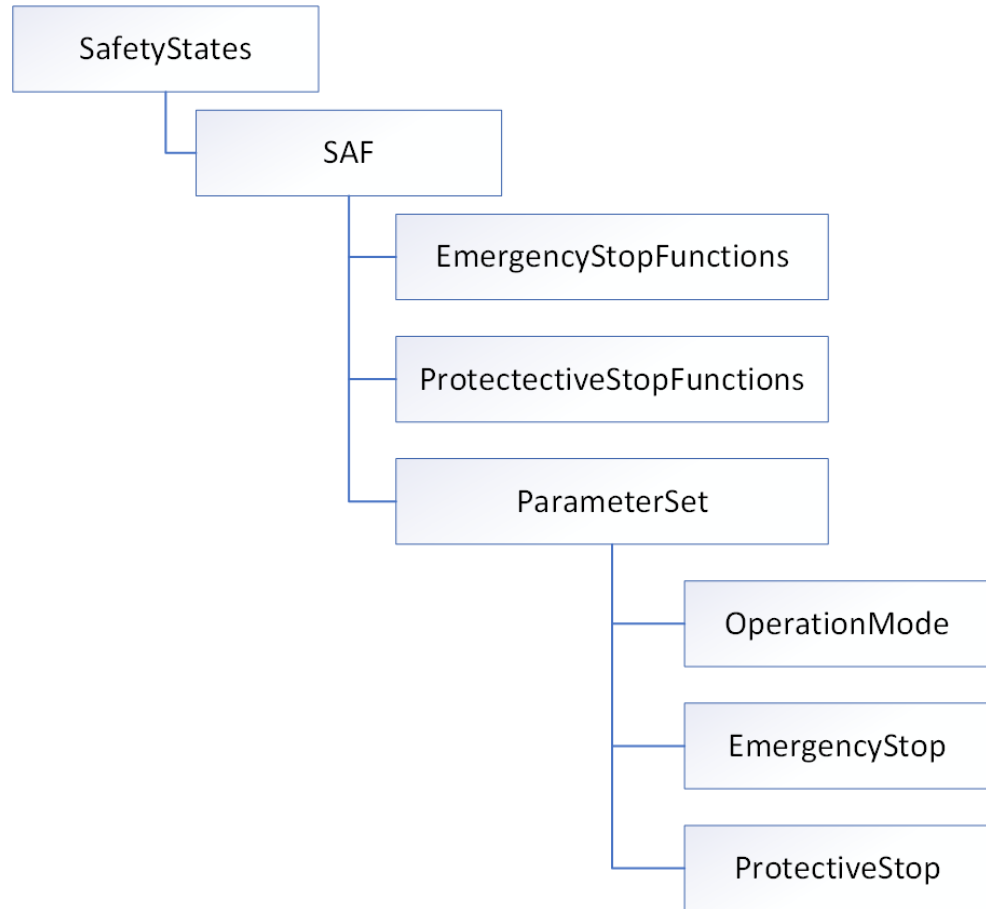 SafetyStates
SAF
EmergencyStopFunctions
ProtectectiveStopFunctions
ParameterSet
OperationMode
EmergencyStop
ProtectiveStop